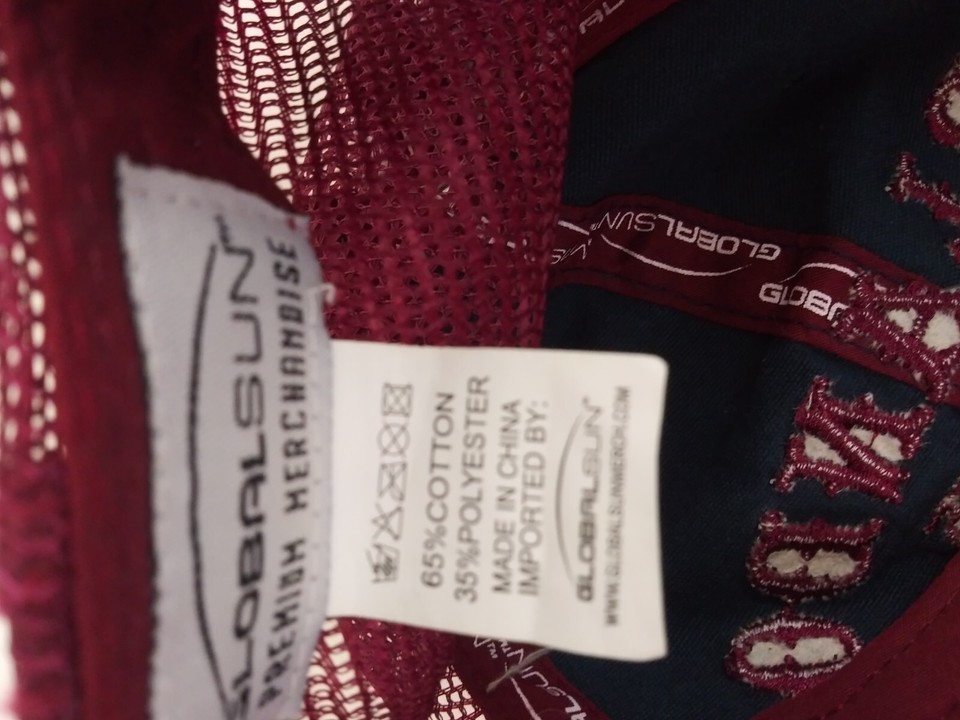 GLOBALSUN
PREMIUM MERCHANDISE
65%COTTON
35%POLYESTER
MADE IN CHINA
IMPORTED BY:
GLOBALSUN
WWW.GLOBALSUNMERCH.COM
GLOBALSUN